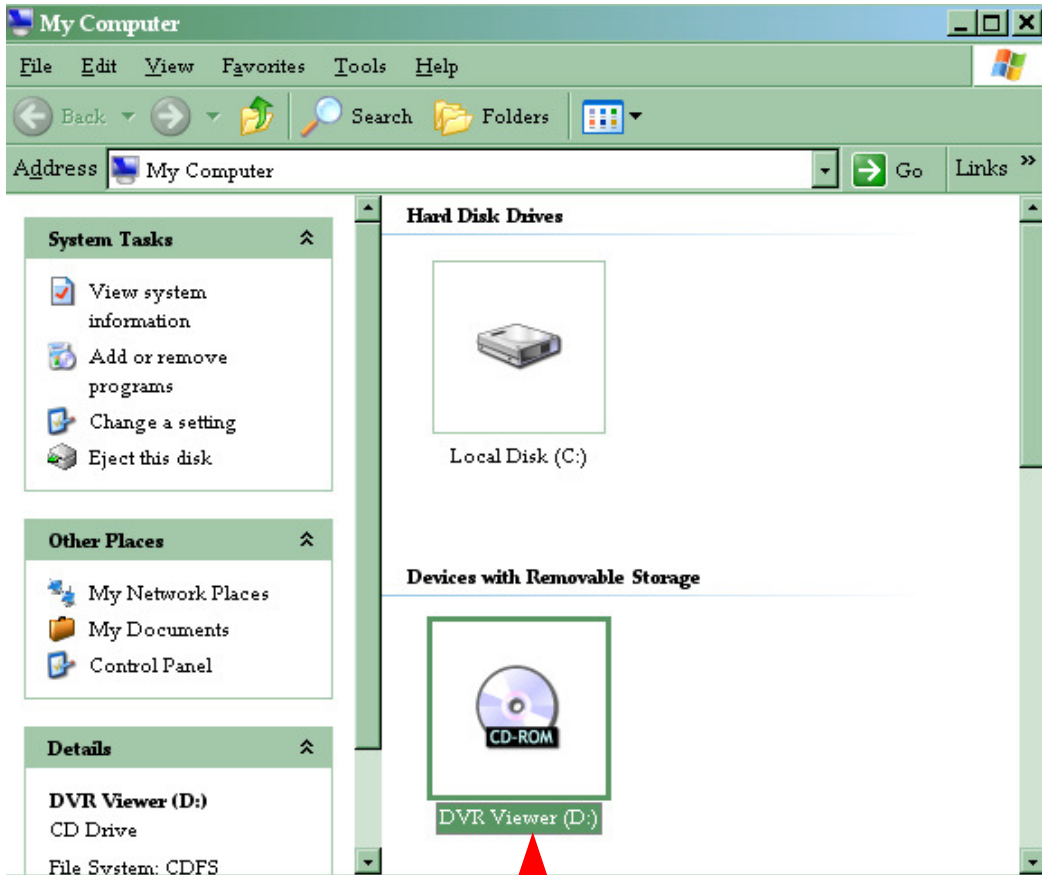 My Computer
File Edit View Favorites Tools Help
Back Search Folders
Address My Computer Go Links »
System Tasks
View system
information
Add or remove
programs
Change a setting
Eject this disk
Other Places
My Network Places
My Documents
Control Panel
Details
DVR Viewer (D:)
CD Drive
File System: CDFS
Hard Disk Drives
Local Disk (C:)
Devices with Removable Storage
CD-ROM
DVR Viewer (D:)